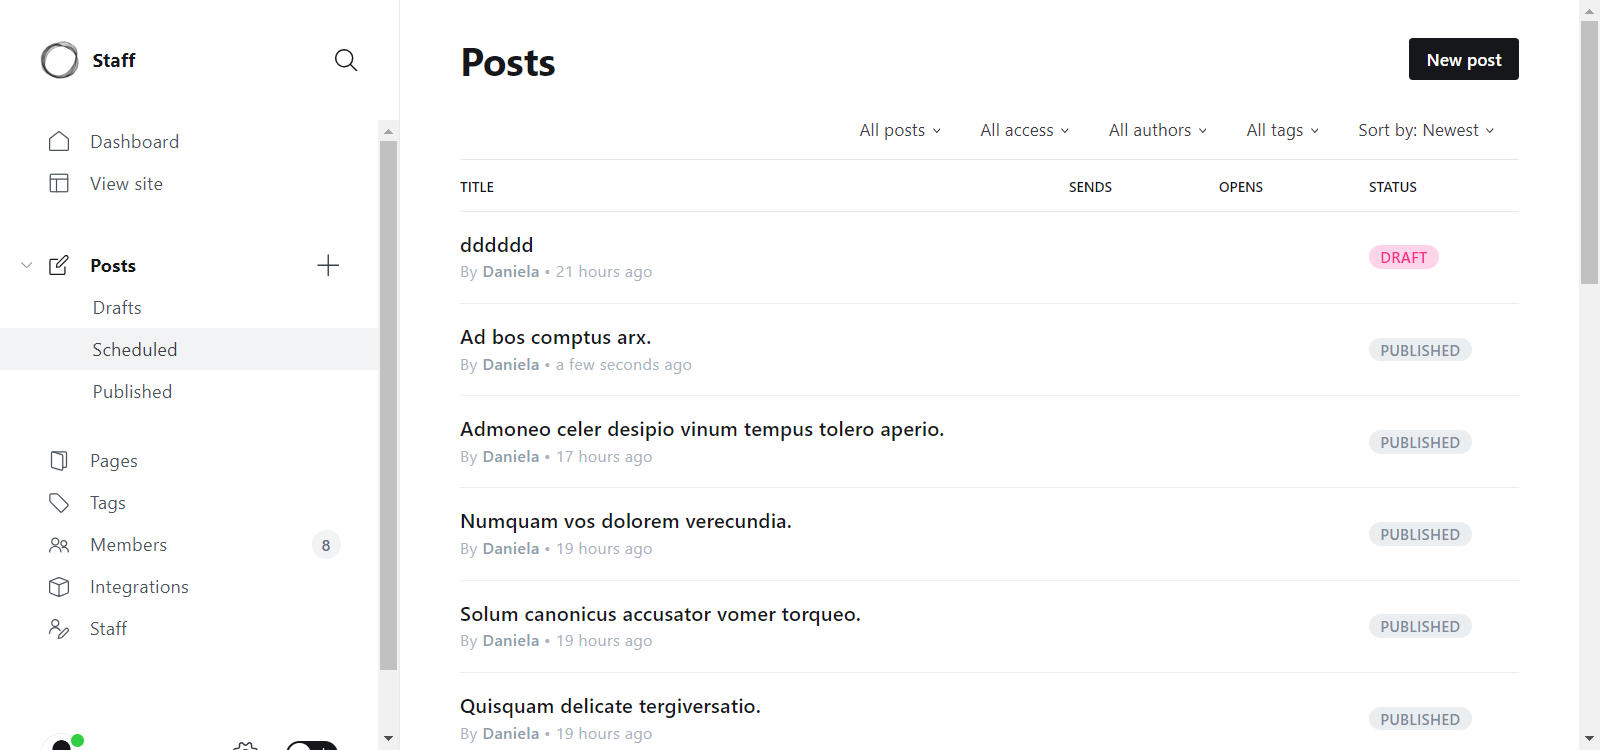 Staff
Dashboard
View site
Posts
Drafts
Scheduled
Published
Pages
Tags
Members 8
Integrations
Staff
Posts
New post
All posts All access All authors All tags Sort by: Newest
TITLE SENDS OPENS STATUS
dddddd
By Daniela • 21 hours ago
DRAFT
Ad bos comptus arx.
By Daniela • a few seconds ago
PUBLISHED
Admoneo celer desipio vinum tempus tolero aperio.
By Daniela • 17 hours ago
PUBLISHED
Numquam vos dolorem verecundia.
By Daniela • 19 hours ago
PUBLISHED
Solum canonicus accusator vomer torqueo.
By Daniela • 19 hours ago
PUBLISHED
Quisquam delicate tergiversatio.
By Daniela • 19 hours ago
PUBLISHED